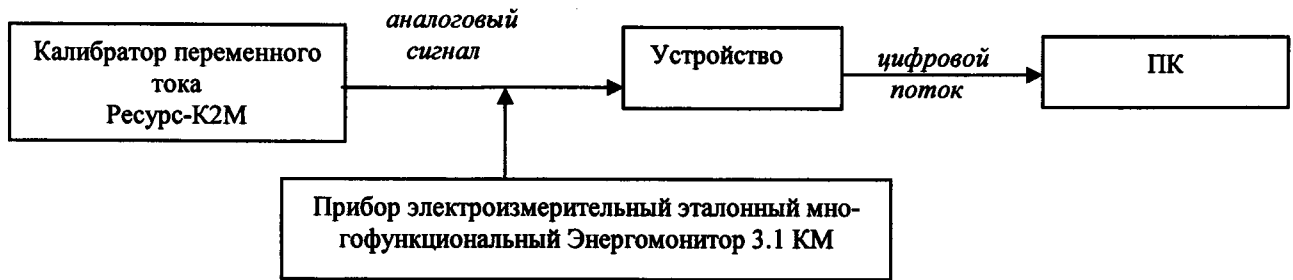 Калибратор переменного
тока
Ресурс-К2М
аналоговый
сигнал
Устройство
цифровой
поток
ПК
Прибор электроизмерительный эталонный мно-
гофункциональный Энергомонитор 3.1 КМ